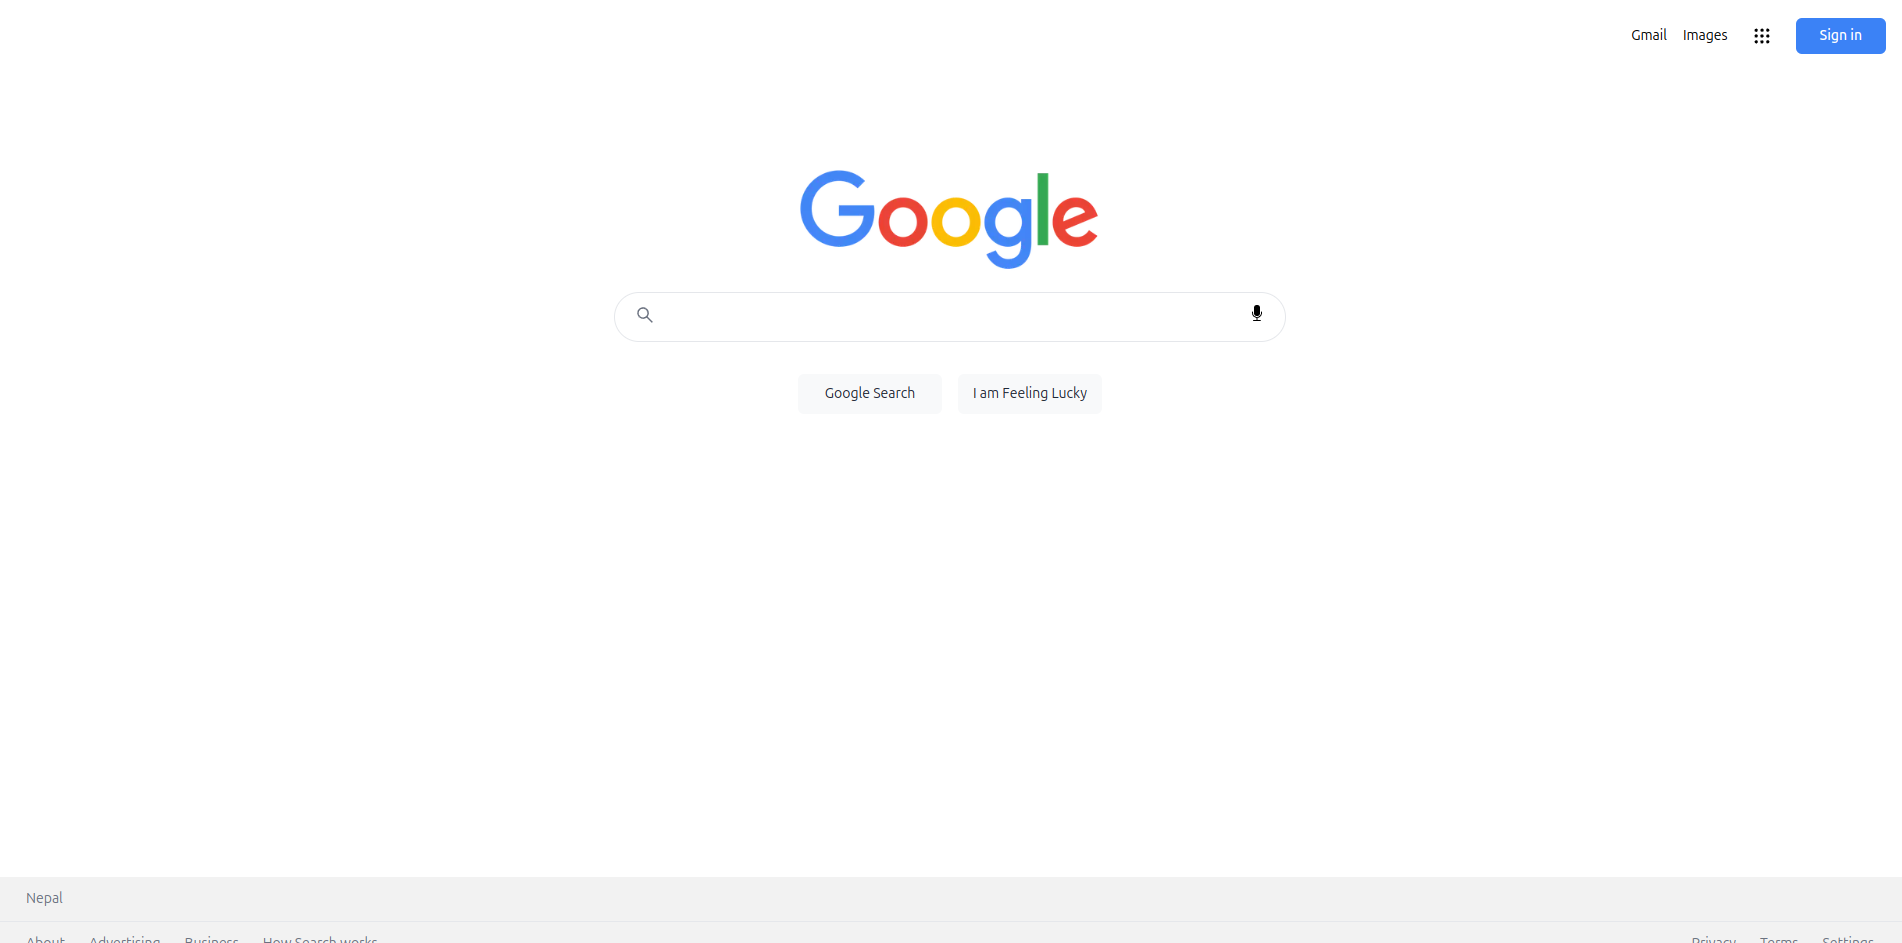 Gmail Images Sign in
Google
Google Search I am Feeling Lucky
Nepal
About Advertising Business How Search works Privacy Terms Settings